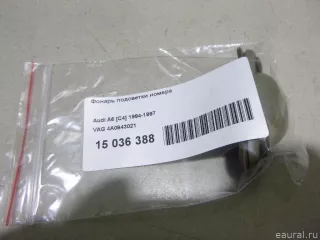 Фонарь подсветки номера
Audi A6 [C4] 1994-1997
VAG 4A0943021
15 036 388
eaural.ru